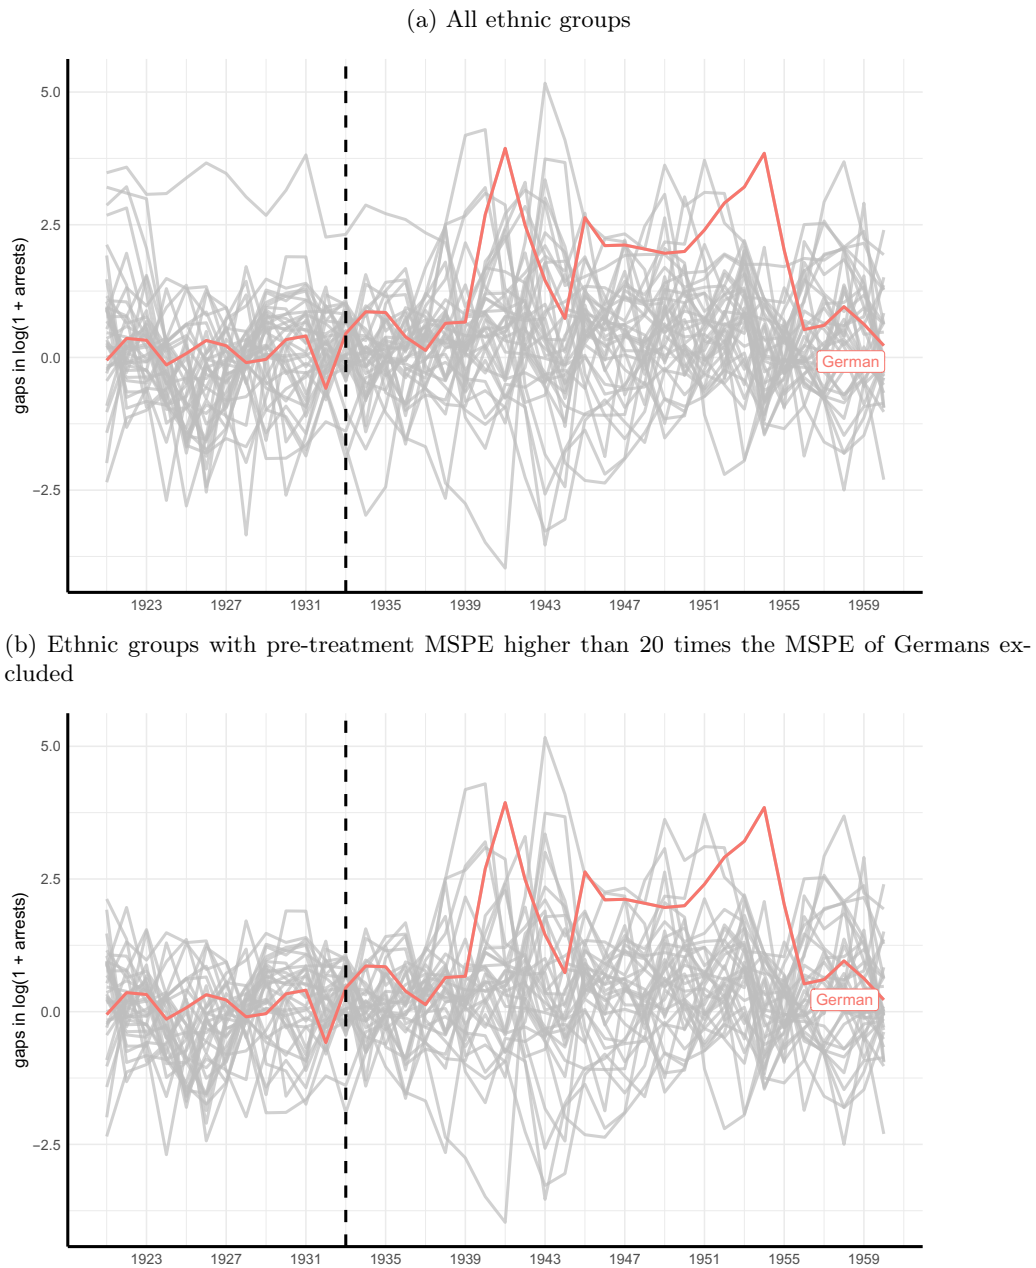 (a) All ethnic groups
5.0
2.5
0.0
−2.5
gaps in log(1 + arrests)
German
1923 1927 1931 1935 1939 1943 1947 1951 1955 1959
(b) Ethnic groups with pre-treatment MSPE higher than 20 times the MSPE of Germans ex-
cluded
5.0
2.5
0.0
−2.5
gaps in log(1 + arrests)
German
1923 1927 1931 1935 1939 1943 1947 1951 1955 1959